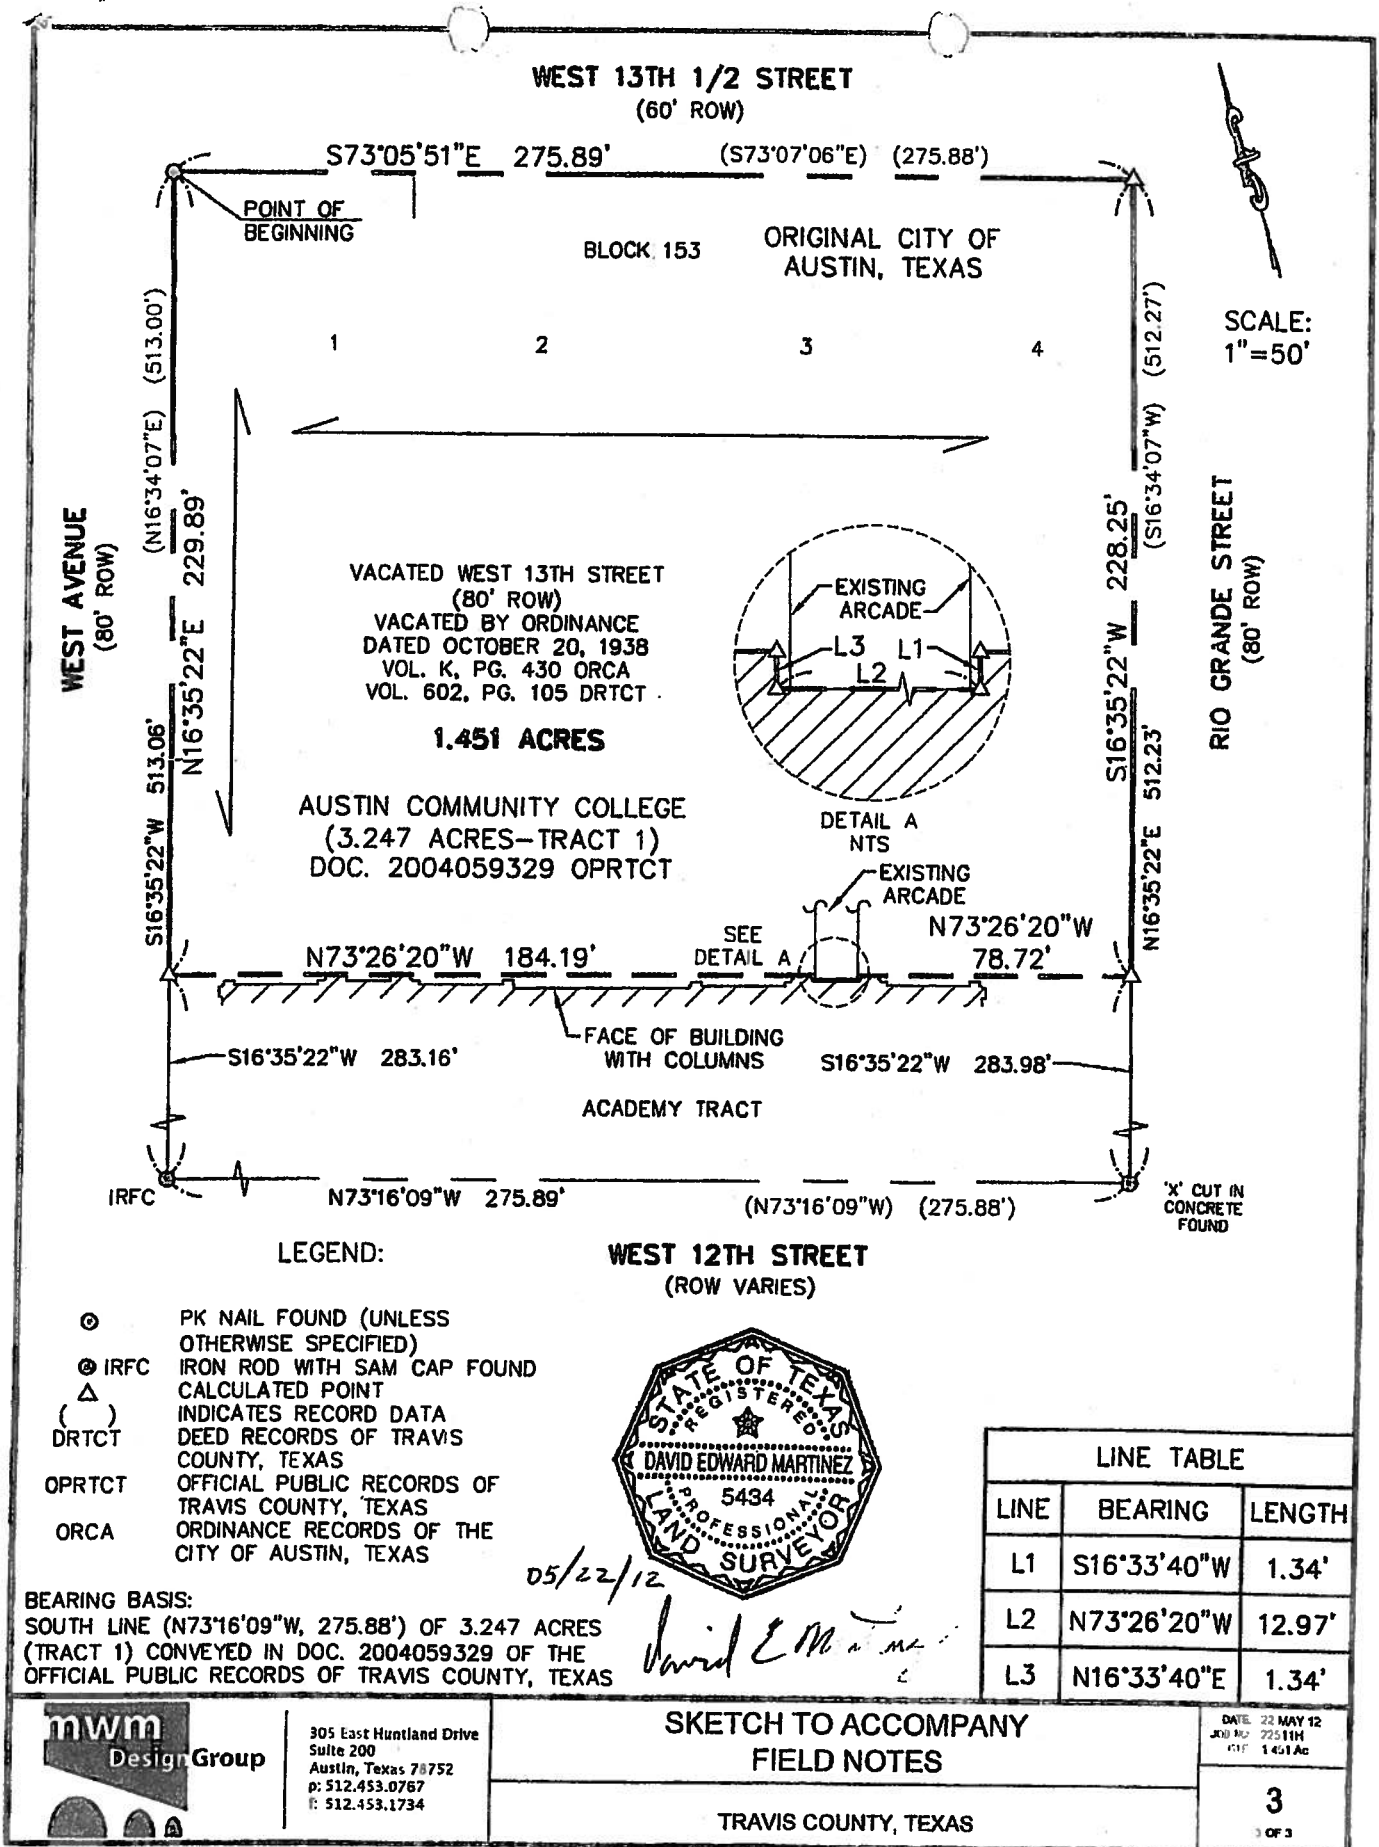 WEST 13TH 1/2 STREET
(60' ROW)
S73°05'51"E 275.89'
(S73°07'06"E) (275.88')
POINT OF
BEGINNING
BLOCK 153
ORIGINAL CITY OF
AUSTIN, TEXAS
SCALE:
1"=50'
1
2
3
4
(N16°34'07"E) (513.00')
N16°35'22"E 229.89'
S16°35'22"W 513.06'
WEST AVENUE
(80' ROW)
(S16°34'07"W) (512.27')
S16°35'22"W 228.25'
N16°35'22"E 512.23'
RIO GRANDE STREET
(80' ROW)
VACATED WEST 13TH STREET
(80' ROW)
VACATED BY ORDINANCE
DATED OCTOBER 20, 1938
VOL. K, PG. 430 ORCA
VOL. 602, PG. 105 DRTCT
1.451 ACRES
AUSTIN COMMUNITY COLLEGE
(3.247 ACRES-TRACT 1)
DOC. 2004059329 OPRTCT
EXISTING
ARCADE
L3
L1
L2
DETAIL A
NTS
EXISTING
ARCADE
N73°26'20"W 184.19'
SEE
DETAIL A
N73°26'20"W
78.72'
FACE OF BUILDING
WITH COLUMNS
S16°35'22"W 283.16'
S16°35'22"W 283.98'
ACADEMY TRACT
IRFC
N73°16'09"W 275.89'
(N73°16'09"W) (275.88')
'X' CUT IN
CONCRETE
FOUND
WEST 12TH STREET
(ROW VARIES)
LEGEND:
PK NAIL FOUND (UNLESS
OTHERWISE SPECIFIED)
IRFC IRON ROD WITH SAM CAP FOUND
CALCULATED POINT
( ) INDICATES RECORD DATA
DRTCT DEED RECORDS OF TRAVIS
COUNTY, TEXAS
OPRTCT OFFICIAL PUBLIC RECORDS OF
TRAVIS COUNTY, TEXAS
ORCA ORDINANCE RECORDS OF THE
CITY OF AUSTIN, TEXAS
STATE OF TEXAS
REGISTERED
DAVID EDWARD MARTINEZ
5434
PROFESSIONAL
LAND SURVEYOR
05/22/12
David E Martinez
BEARING BASIS:
SOUTH LINE (N73°16'09"W, 275.88') OF 3.247 ACRES
(TRACT 1) CONVEYED IN DOC. 2004059329 OF THE
OFFICIAL PUBLIC RECORDS OF TRAVIS COUNTY, TEXAS
LINE TABLE
LINE BEARING LENGTH
L1 S16°33'40"W 1.34'
L2 N73°26'20"W 12.97'
L3 N16°33'40"E 1.34'
mwm
DesignGroup
305 East Huntland Drive
Suite 200
Austin, Texas 78752
p: 512.453.0767
f: 512.453.1734
SKETCH TO ACCOMPANY
FIELD NOTES
TRAVIS COUNTY, TEXAS
DATE: 22 MAY 12
JOB NO: 22511H
1.451 Ac
3
OF 3